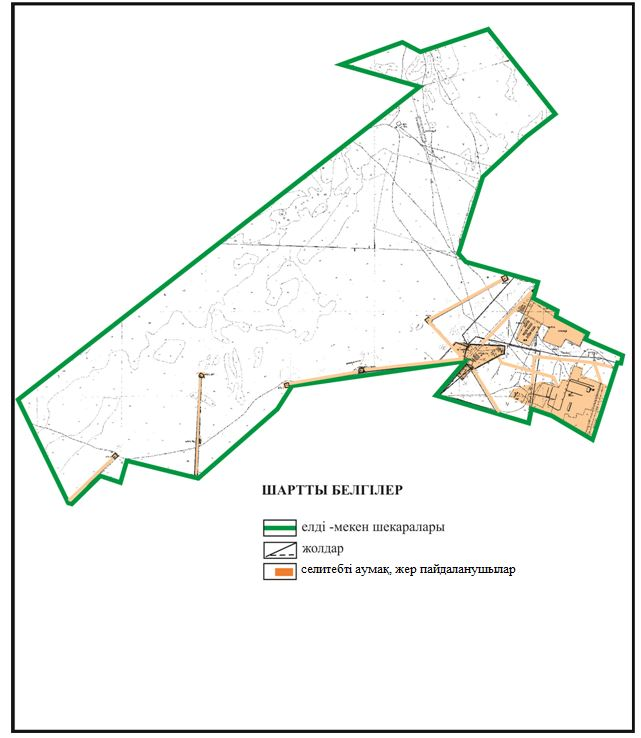 ШАРТТЫ БЕЛГІЛЕР
елді -мекен шекаралары
жолдар
селитебті аумақ, жер пайдаланушылар